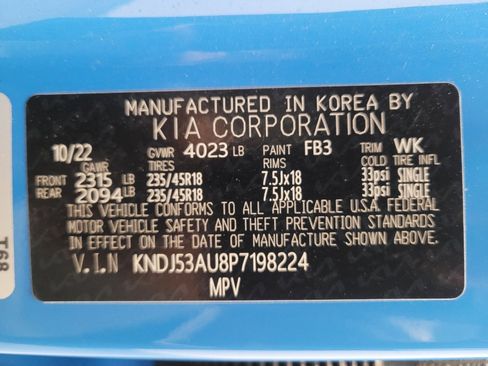 MANUFACTURED IN KOREA BY
KIA CORPORATION
10/22 GVWR 4023 LB PAINT FB3 TRIM WK
GAWR TIRES RIMS COLD TIRE INFL
FRONT 2315 LB 235/45R18 7.5Jx18 33psi SINGLE
REAR 2094 LB 235/45R18 7.5Jx18 33psi SINGLE
THIS VEHICLE CONFORMS TO ALL APPLICABLE U.S.A FEDERAL
MOTOR VEHICLE SAFETY AND THEFT PREVENTION STANDARDS
IN EFFECT ON THE DATE OF MANUFACTURE SHOWN ABOVE.
V.I.N KNDJ53AU8P7198224
MPV
T68